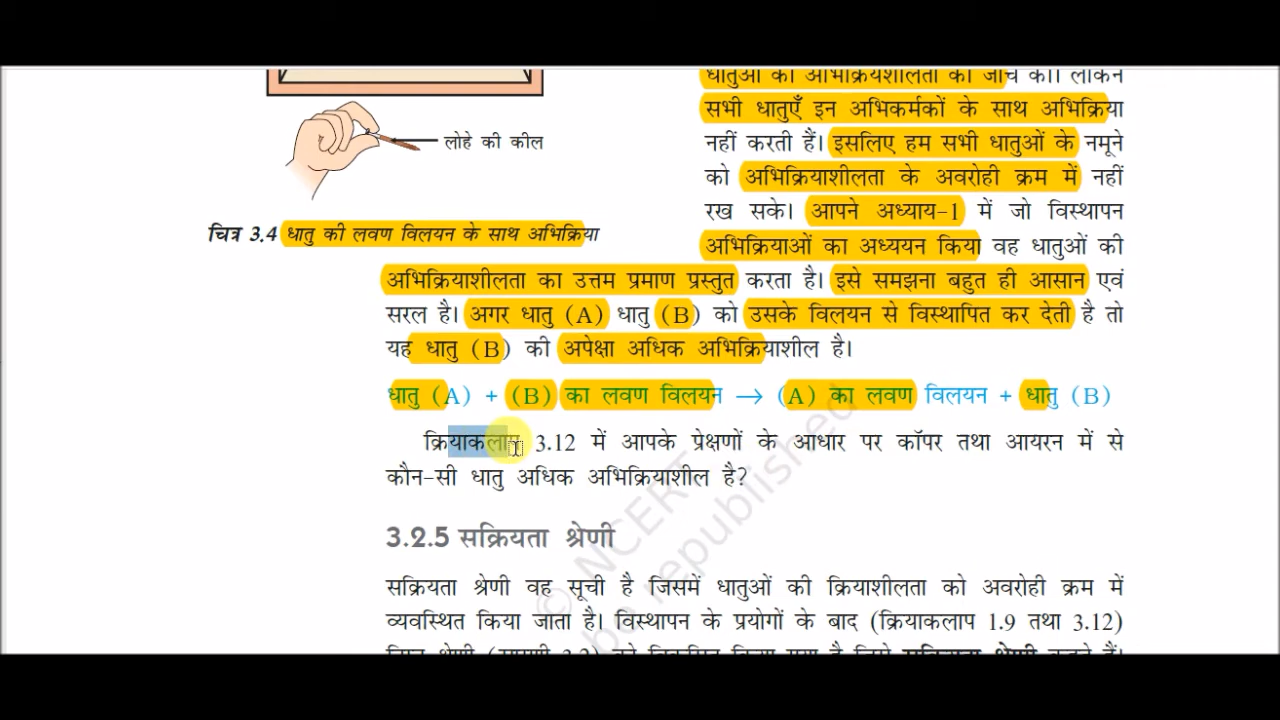 धातुओं की अभिक्रियशीलता की जाँच की। लेकिन
सभी धातुएँ इन अभिकर्मकों के साथ अभिक्रिया
लोहे की कील
नहीं करती हैं। इसलिए हम सभी धातुओं के नमूने
को अभिक्रियाशीलता के अवरोही क्रम में नहीं
रख सके। आपने अध्याय-1 में जो विस्थापन
चित्र 3.4 धातु की लवण विलयन के साथ अभिक्रिया
अभिक्रियाओं का अध्ययन किया वह धातुओं की
अभिक्रियाशीलता का उत्तम प्रमाण प्रस्तुत करता है। इसे समझना बहुत ही आसान एवं
सरल है। अगर धातु (A) धातु (B) को उसके विलयन से विस्थापित कर देती है तो
यह धातु (B) की अपेक्षा अधिक अभिक्रियाशील है।
धातु (A) + (B) का लवण विलयन → (A) का लवण विलयन + धातु (B)
क्रियाकलाप 3.12 में आपके प्रेक्षणों के आधार पर कॉपर तथा आयरन में से
कौन-सी धातु अधिक अभिक्रियाशील है?
3.2.5 सक्रियता श्रेणी
सक्रियता श्रेणी वह सूची है जिसमें धातुओं की क्रियाशीलता को अवरोही क्रम में
व्यवस्थित किया जाता है। विस्थापन के प्रयोगों के बाद (क्रियाकलाप 1.9 तथा 3.12)
© NCERT
be republished